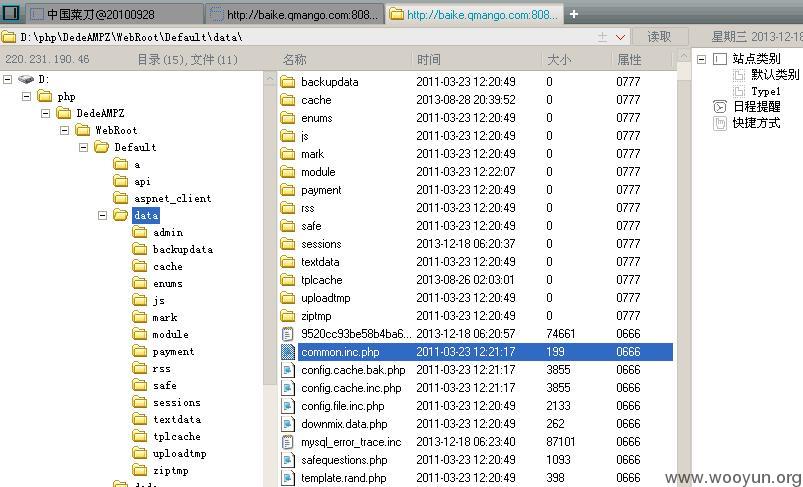 中国菜刀@20100928 http://baike.qmango.com:808... http://baike.qmango.com:808... +
D:\php\DedeAMPZ\WebRoot\Default\data\ 读取 星期三 2013-12-18
220.231.190.46 目录(15),文件(11) 名称 时间 大小 属性
D:
php
DedeAMPZ
WebRoot
Default
a
api
aspnet_client
data
admin
backupdata
cache
enums
js
mark
module
payment
rss
safe
sessions
textdata
tplcache
uploadtmp
ziptmp
backupdata 2011-03-23 12:20:49 0 0777
cache 2013-08-28 20:39:52 0 0777
enums 2011-03-23 12:20:49 0 0777
js 2011-03-23 12:20:49 0 0777
mark 2011-03-23 12:20:49 0 0777
module 2011-03-23 12:22:07 0 0777
payment 2011-03-23 12:20:49 0 0777
rss 2011-03-23 12:20:49 0 0777
safe 2011-03-23 12:20:49 0 0777
sessions 2013-12-18 06:20:37 0 0777
textdata 2011-03-23 12:20:49 0 0777
tplcache 2013-08-26 02:03:01 0 0777
uploadtmp 2011-03-23 12:20:49 0 0777
ziptmp 2011-03-23 12:20:49 0 0777
9520cc93be58b4ba6... 2013-12-18 06:20:57 74661 0666
common.inc.php 2011-03-23 12:21:17 199 0666
config.cache.bak.php 2011-03-23 12:21:17 3855 0666
config.cache.inc.php 2011-03-23 12:21:17 3855 0666
config.file.inc.php 2011-03-23 12:20:49 2133 0666
downmix.data.php 2011-03-23 12:20:49 262 0666
mysql_error_trace.inc 2013-12-18 06:23:40 87101 0666
safequestions.php 2011-03-23 12:20:49 1093 0666
template.rand.php 2011-03-23 12:20:49 398 0666
站点类别
默认类别
Type1
日程提醒
快捷方式
www.wooyun.org